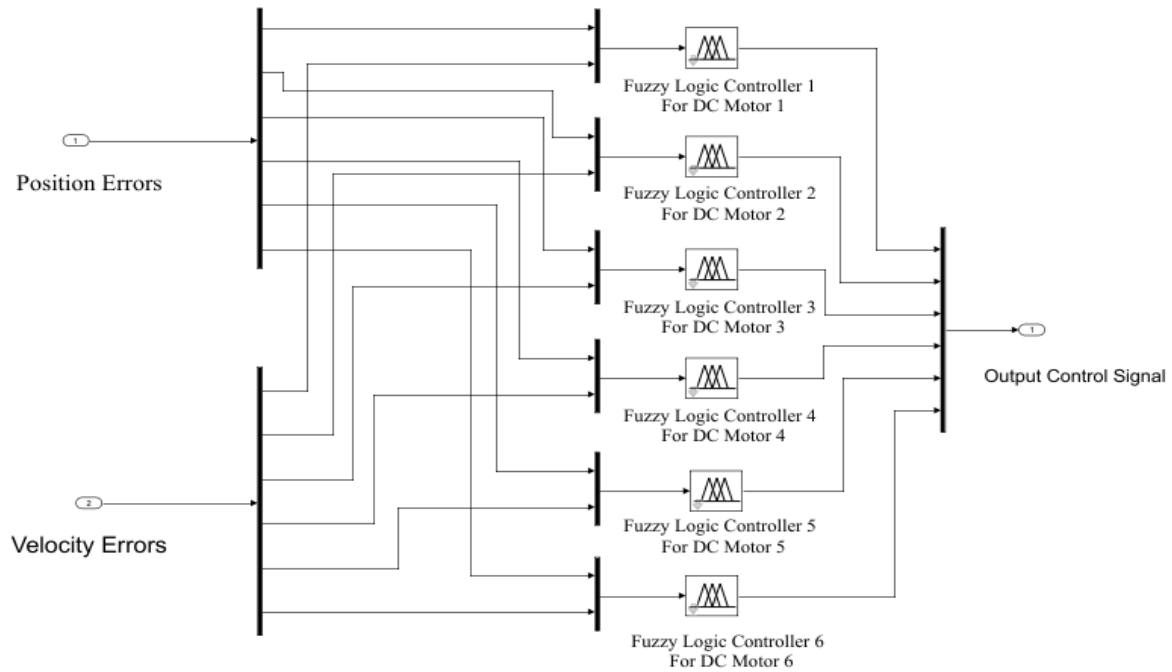 Fuzzy Logic Controller 1
For DC Motor 1
1
Position Errors
Fuzzy Logic Controller 2
For DC Motor 2
Fuzzy Logic Controller 3
For DC Motor 3
1
Output Control Signal
Fuzzy Logic Controller 4
For DC Motor 4
2
Velocity Errors
Fuzzy Logic Controller 5
For DC Motor 5
Fuzzy Logic Controller 6
For DC Motor 6